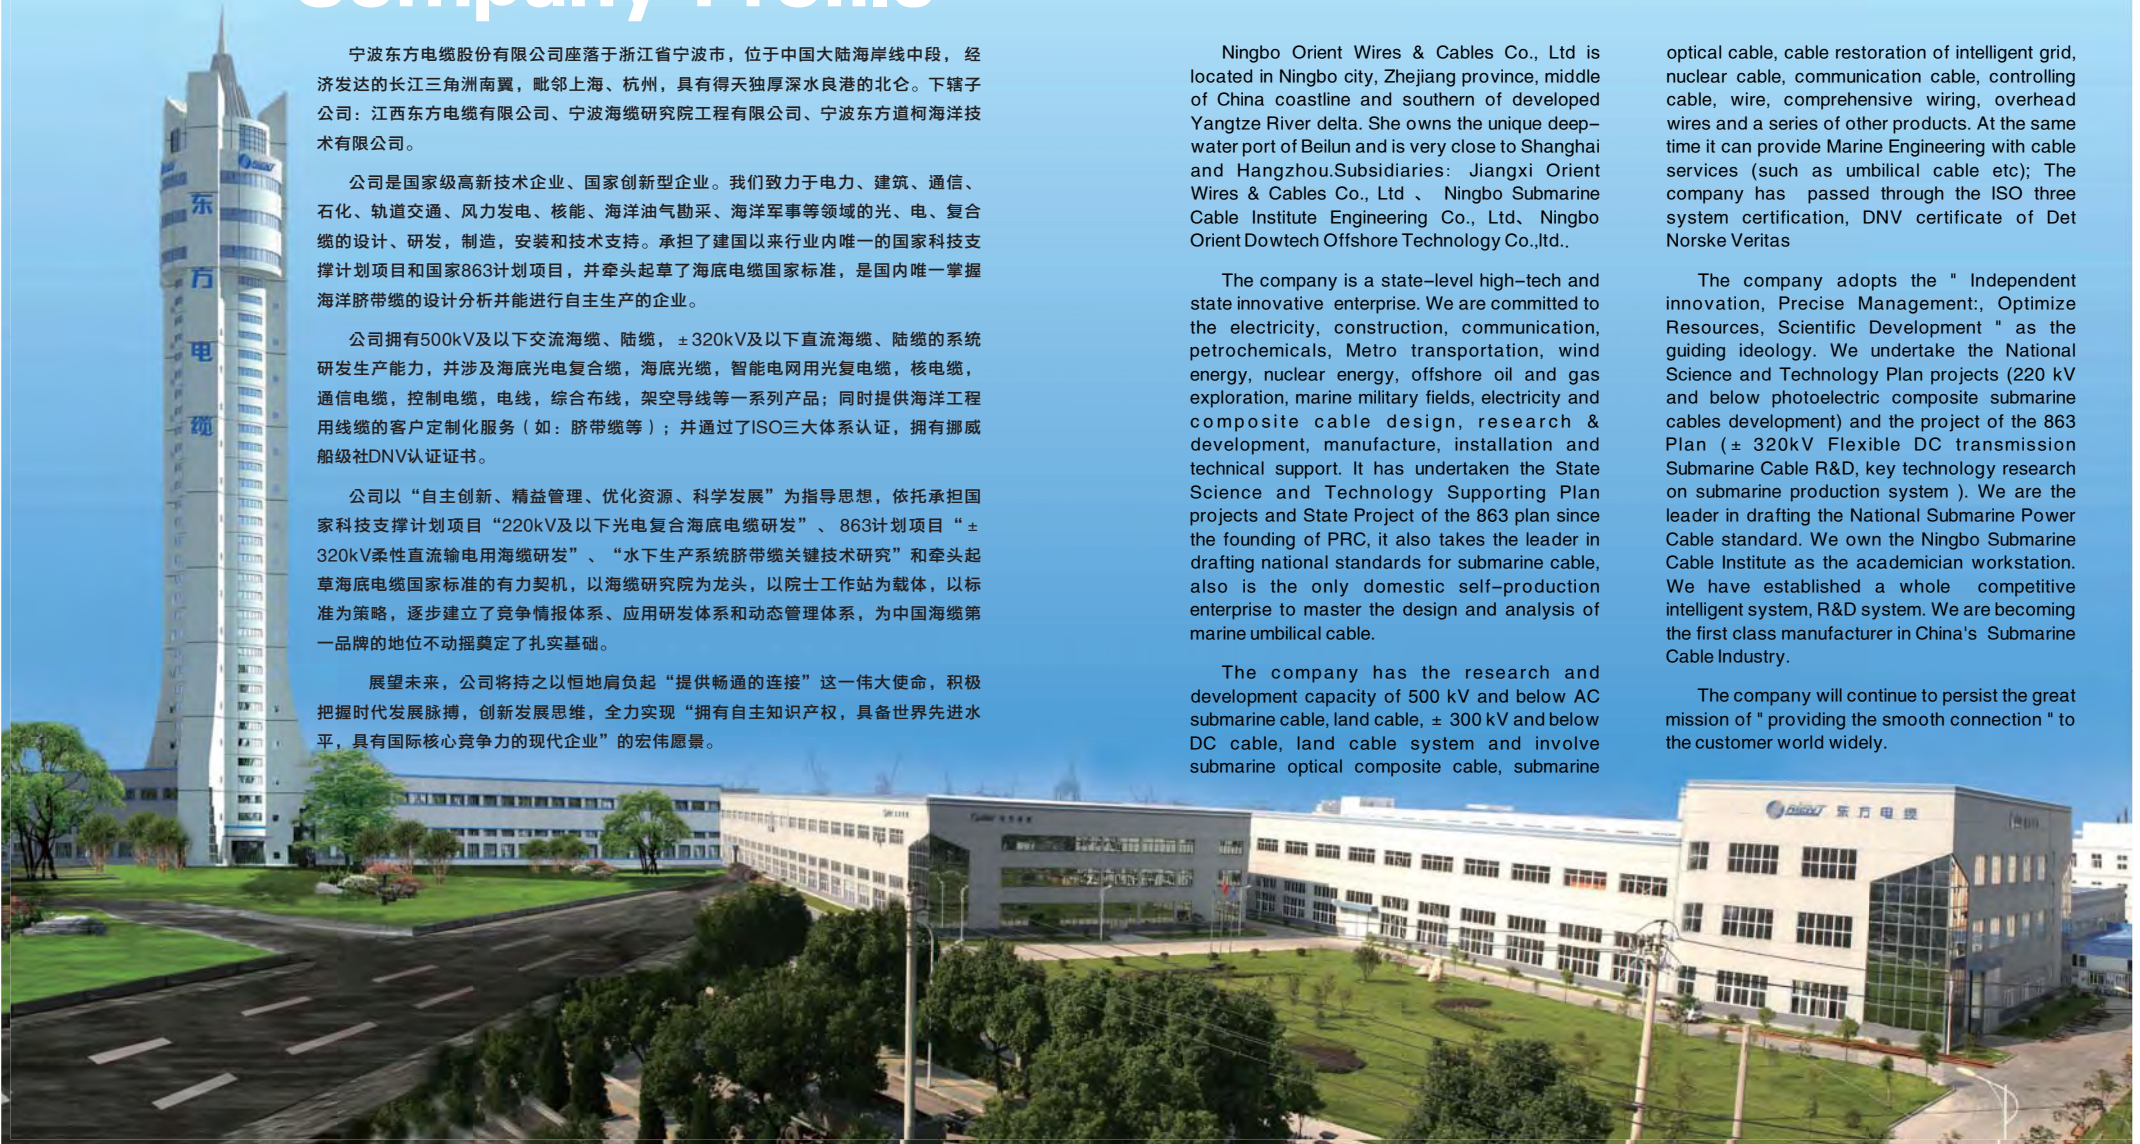 Company Profile
宁波东方电缆股份有限公司座落于浙江省宁波市，位于中国大陆海岸线中段， 经
济发达的长江三角洲南翼，毗邻上海、杭州，具有得天独厚深水良港的北仑。下辖子
公司：江西东方电缆有限公司、宁波海缆研究院工程有限公司、宁波东方道柯海洋技
术有限公司。
公司是国家级高新技术企业、国家创新型企业。我们致力于电力、建筑、通信、
石化、轨道交通、风力发电、核能、海洋油气勘采、海洋军事等领域的光、电、复合
缆的设计、研发，制造，安装和技术支持。承担了建国以来行业内唯一的国家科技支
撑计划项目和国家863计划项目，并牵头起草了海底电缆国家标准，是国内唯一掌握
海洋脐带缆的设计分析并能进行自主生产的企业。
公司拥有500kV及以下交流海缆、陆缆，±320kV及以下直流海缆、陆缆的系统
研发生产能力，并涉及海底光电复合缆，海底光缆，智能电网用光复电缆，核电缆，
通信电缆，控制电缆，电线，综合布线，架空导线等一系列产品；同时提供海洋工程
用线缆的客户定制化服务（如：脐带缆等）；并通过了ISO三大体系认证，拥有挪威
船级社DNV认证证书。
公司以“自主创新、精益管理、优化资源、科学发展”为指导思想，依托承担国
家科技支撑计划项目“220kV及以下光电复合海底电缆研发”、 863计划项目“±
320kV柔性直流输电用海缆研发”、“水下生产系统脐带缆关键技术研究”和牵头起
草海底电缆国家标准的有力契机，以海缆研究院为龙头，以院士工作站为载体，以标
准为策略，逐步建立了竞争情报体系、应用研发体系和动态管理体系，为中国海缆第
一品牌的地位不动摇奠定了扎实基础。
展望未来，公司将持之以恒地肩负起“提供畅通的连接”这一伟大使命，积极
把握时代发展脉搏，创新发展思维，全力实现“拥有自主知识产权，具备世界先进水
平，具有国际核心竞争力的现代企业”的宏伟愿景。
Ningbo Orient Wires & Cables Co., Ltd is
located in Ningbo city, Zhejiang province, middle
of China coastline and southern of developed
Yangtze River delta. She owns the unique deep–
water port of Beilun and is very close to Shanghai
and Hangzhou.Subsidiaries: Jiangxi Orient
Wires & Cables Co., Ltd 、 Ningbo Submarine
Cable Institute Engineering Co., Ltd、Ningbo
Orient Dowtech Offshore Technology Co.,ltd..
The company is a state–level high–tech and
state innovative enterprise. We are committed to
the electricity, construction, communication,
petrochemicals, Metro transportation, wind
energy, nuclear energy, offshore oil and gas
exploration, marine military fields, electricity and
composite cable design, research &
development, manufacture, installation and
technical support. It has undertaken the State
Science and Technology Supporting Plan
projects and State Project of the 863 plan since
the founding of PRC, it also takes the leader in
drafting national standards for submarine cable,
also is the only domestic self–production
enterprise to master the design and analysis of
marine umbilical cable.
The company has the research and
development capacity of 500 kV and below AC
submarine cable, land cable, ± 300 kV and below
DC cable, land cable system and involve
submarine optical composite cable, submarine
optical cable, cable restoration of intelligent grid,
nuclear cable, communication cable, controlling
cable, wire, comprehensive wiring, overhead
wires and a series of other products. At the same
time it can provide Marine Engineering with cable
services (such as umbilical cable etc); The
company has passed through the ISO three
system certification, DNV certificate of Det
Norske Veritas
The company adopts the " Independent
innovation, Precise Management:, Optimize
Resources, Scientific Development " as the
guiding ideology. We undertake the National
Science and Technology Plan projects (220 kV
and below photoelectric composite submarine
cables development) and the project of the 863
Plan (± 320kV Flexible DC transmission
Submarine Cable R&D, key technology research
on submarine production system ). We are the
leader in drafting the National Submarine Power
Cable standard. We own the Ningbo Submarine
Cable Institute as the academician workstation.
We have established a whole competitive
intelligent system, R&D system. We are becoming
the first class manufacturer in China's Submarine
Cable Industry.
The company will continue to persist the great
mission of " providing the smooth connection " to
the customer world widely.
ORIENT
东方电缆
ORIENT 东方电缆